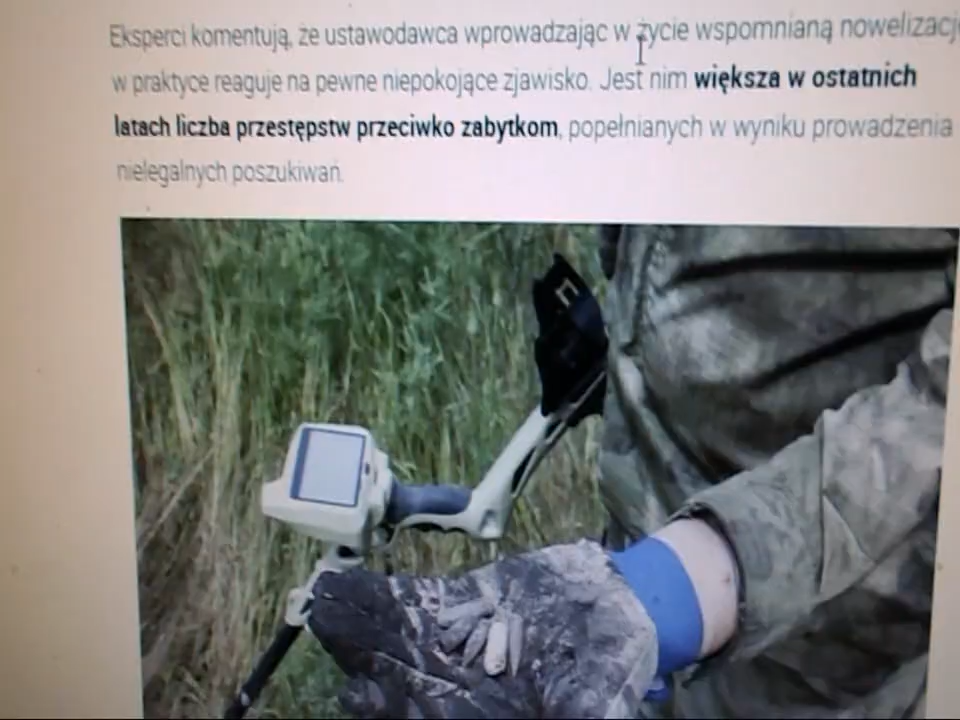 Eksperci komentują, że ustawodawca wprowadzając w życie wspomnianą nowelizację
w praktyce reaguje na pewne niepokojące zjawisko. Jest nim większa w ostatnich
latach liczba przestępstw przeciwko zabytkom, popełnianych w wyniku prowadzenia
nielegalnych poszukiwań.